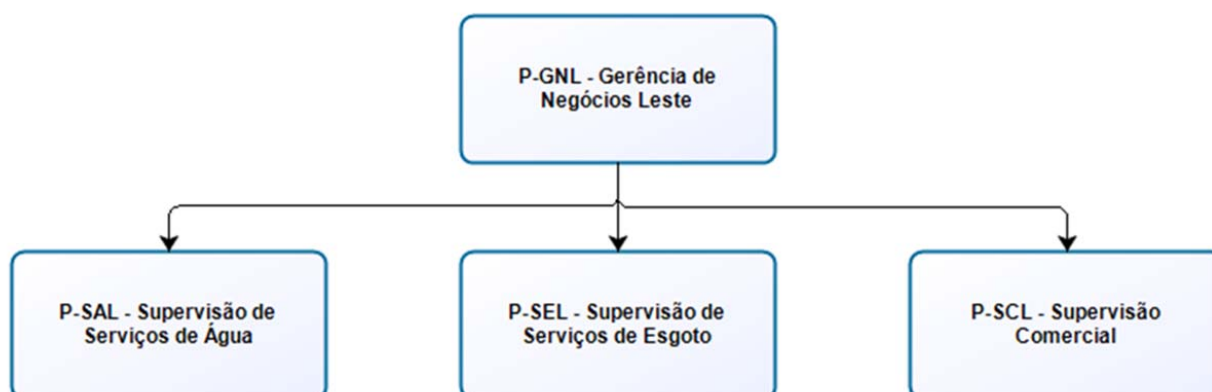 P-GNL - Gerência de
Negócios Leste
P-SAL - Supervisão de
Serviços de Água
P-SEL - Supervisão de
Serviços de Esgoto
P-SCL - Supervisão
Comercial